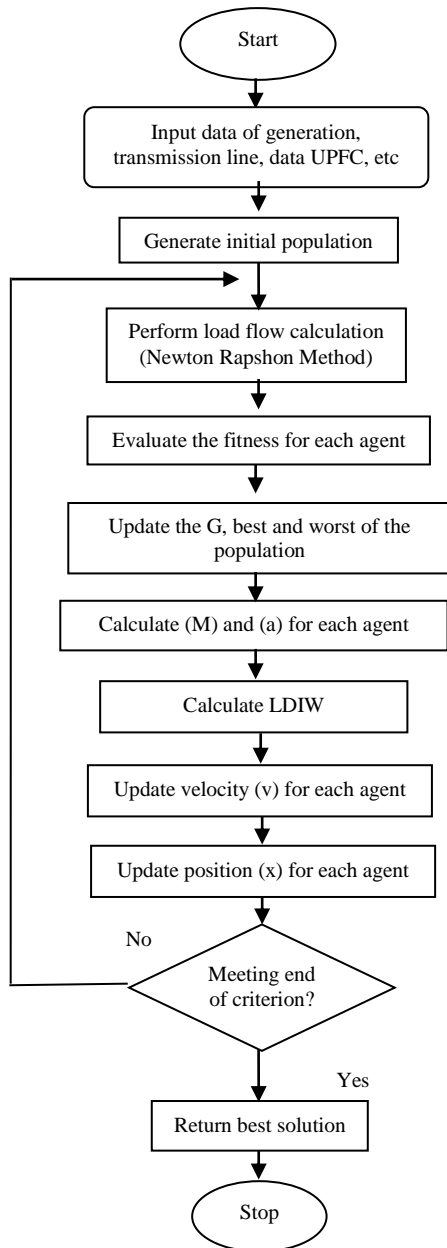 Start
Input data of generation,
transmission line, data UPFC, etc
Generate initial population
Perform load flow calculation
(Newton Rapshon Method)
Evaluate the fitness for each agent
Update the G, best and worst of the
population
Calculate (M) and (a) for each agent
Calculate LDIW
Update velocity (v) for each agent
Update position (x) for each agent
No
Meeting end
of criterion?
Yes
Return best solution
Stop